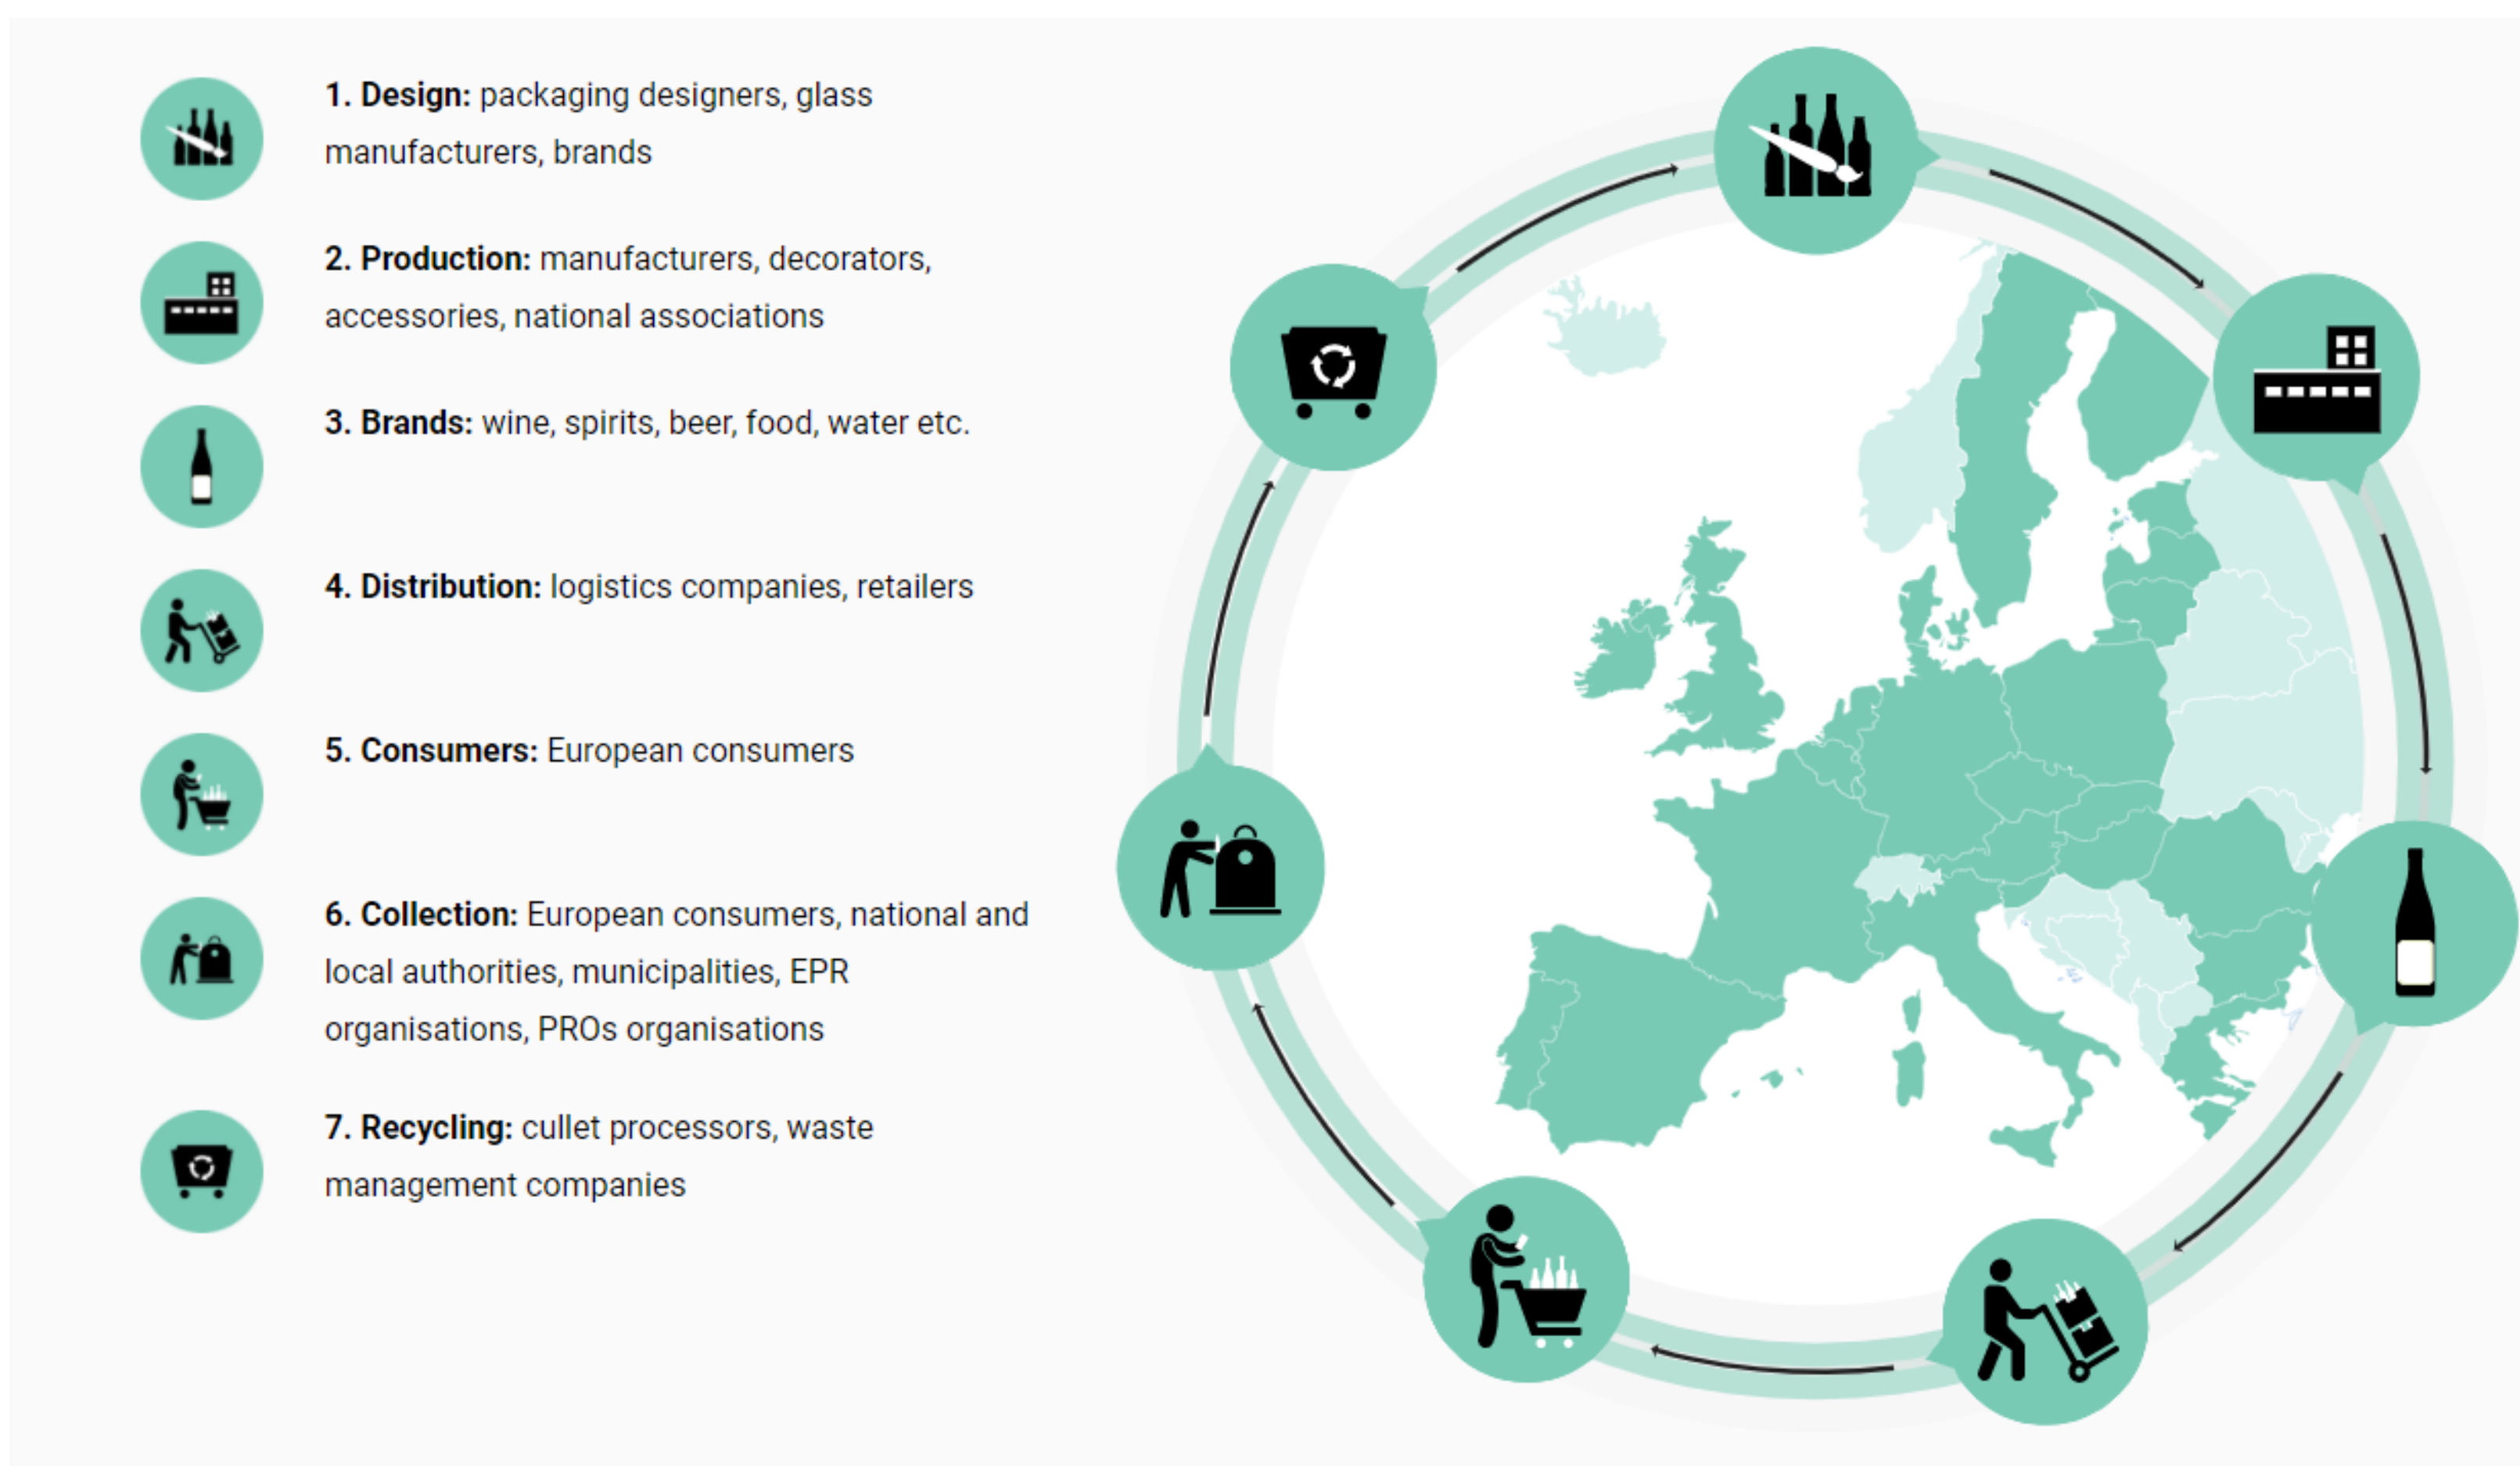 1. Design: packaging designers, glass
manufacturers, brands
2. Production: manufacturers, decorators,
accessories, national associations
3. Brands: wine, spirits, beer, food, water etc.
4. Distribution: logistics companies, retailers
5. Consumers: European consumers
6. Collection: European consumers, national and
local authorities, municipalities, EPR
organisations, PROs organisations
7. Recycling: cullet processors, waste
management companies